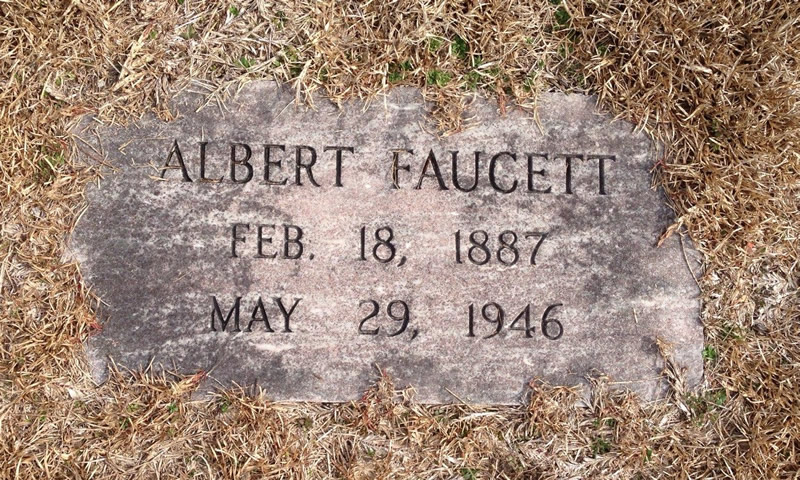 ALBERT FAUCETT
FEB. 18, 1887
MAY 29, 1946